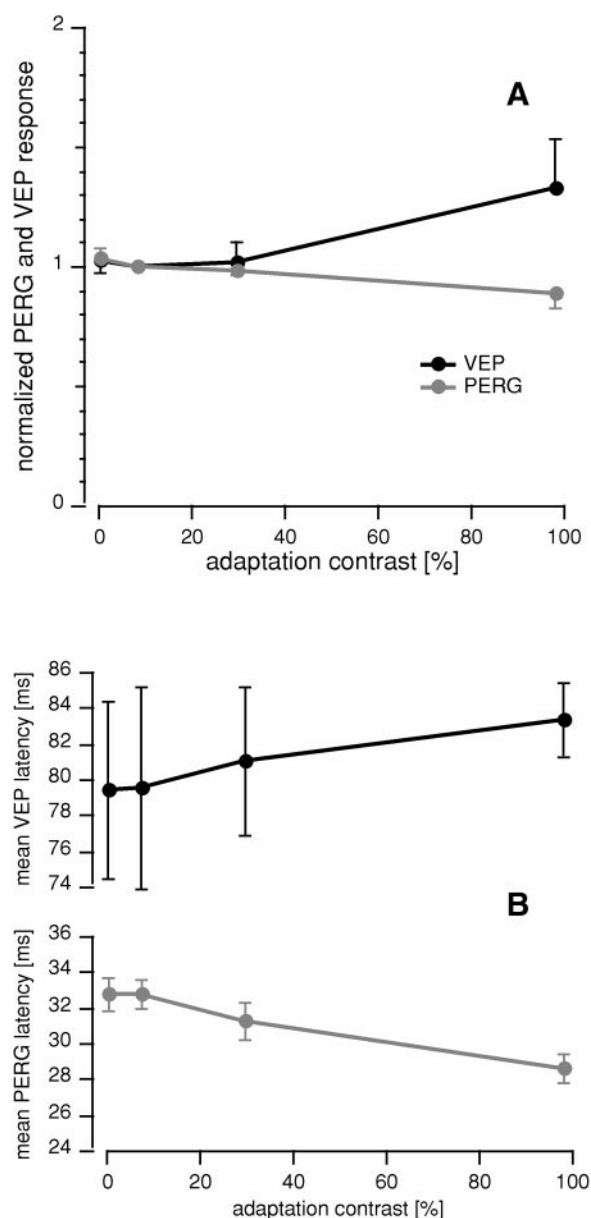 2
A
normalized PERG and VEP response
1
VEP
PERG
0
0 20 40 60 80 100
adaptation contrast [%]
86
84
82
80
78
76
74
mean VEP latency [ms]
B
36
34
32
30
28
26
24
mean PERG latency [ms]
0 20 40 60 80 100
adaptation contrast [%]